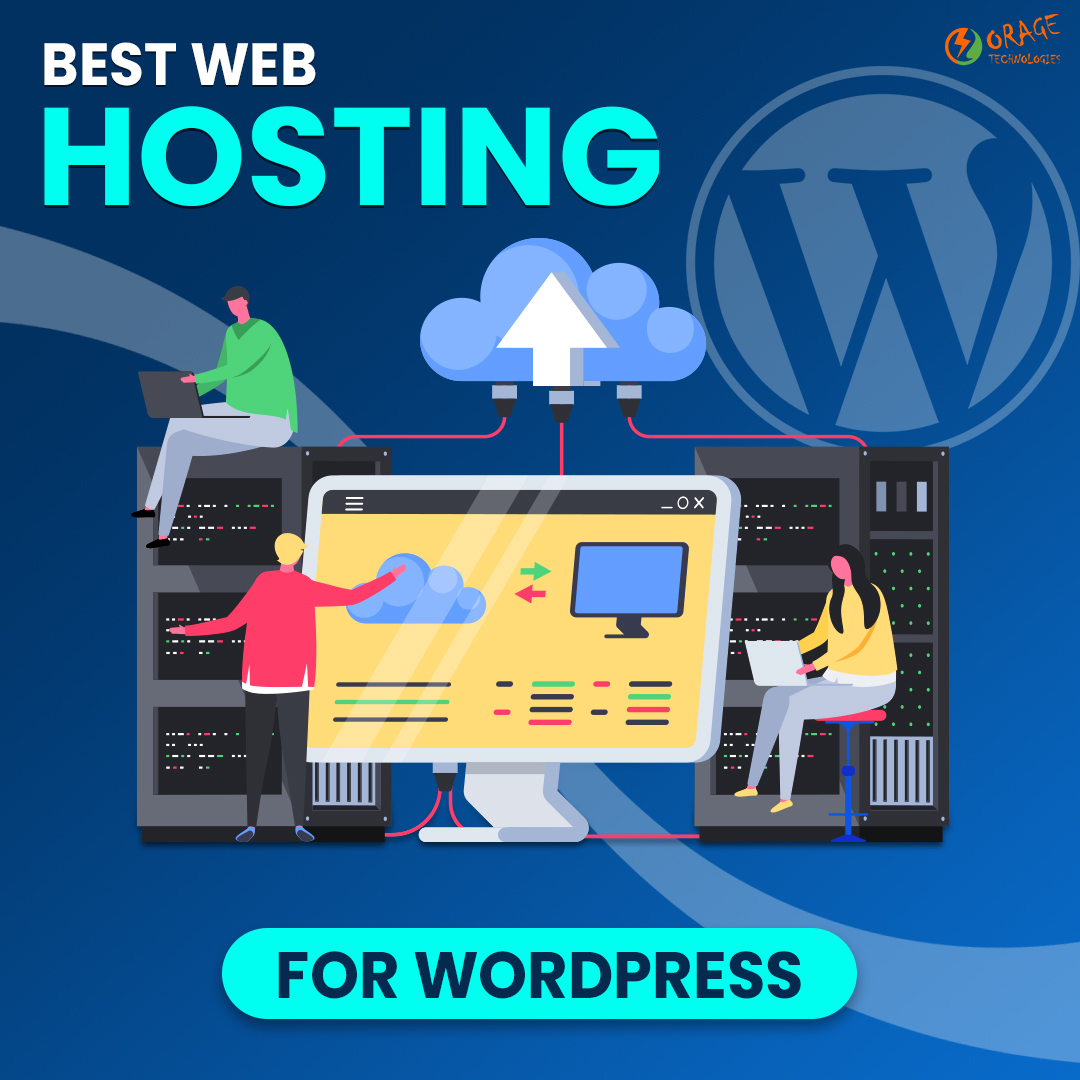 BEST WEB
HOSTING
ORAGE
TECHNOLOGIES
FOR WORDPRESS